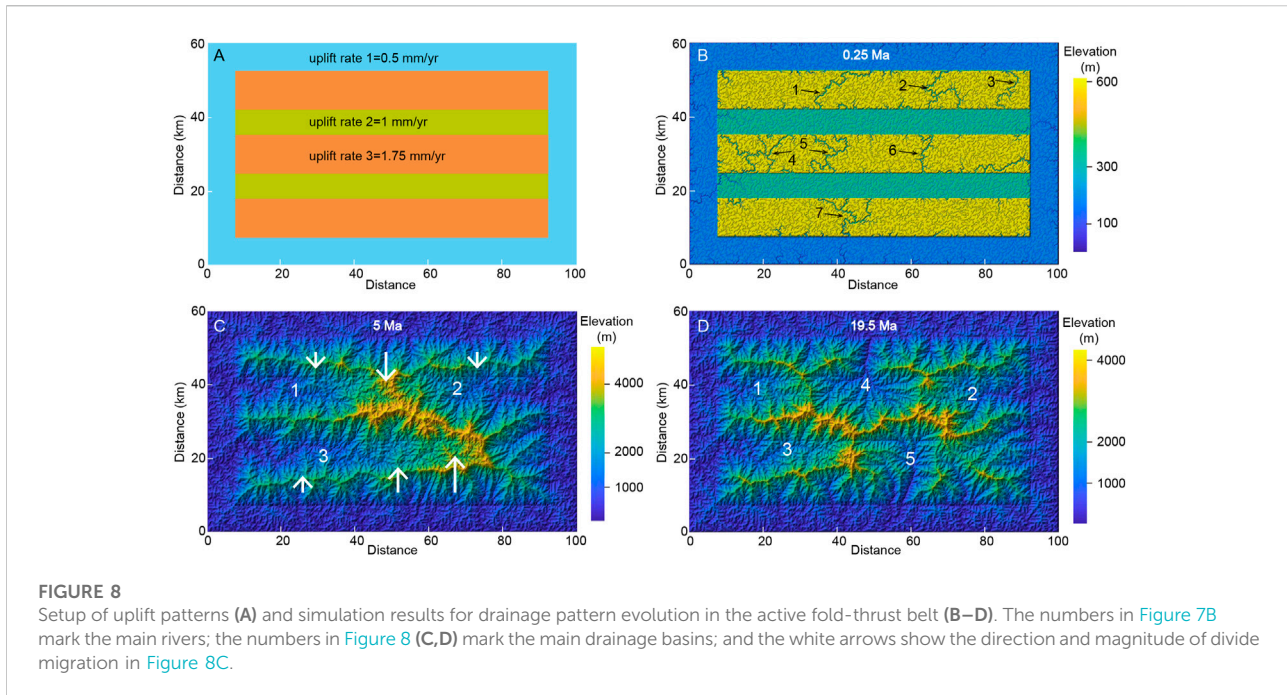 A
uplift rate 1=0.5 mm/yr
uplift rate 2=1 mm/yr
uplift rate 3=1.75 mm/yr
60
40
20
0
Distance (km)
0 20 40 60 80 100
Distance
B
0.25 Ma
1 2 3
4 5 6
7
60
40
20
0
Distance (km)
0 20 40 60 80 100
Distance
Elevation
(m)
600
300
100
C
5 Ma
1 2
3
60
40
20
0
Distance (km)
0 20 40 60 80 100
Distance
Elevation
(m)
4000
3000
2000
1000
D
19.5 Ma
1 4 2
3 5
60
40
20
0
Distance (km)
0 20 40 60 80 100
Distance
Elevation
(m)
4000
2000
1000
FIGURE 8
Setup of uplift patterns (A) and simulation results for drainage pattern evolution in the active fold-thrust belt (B–D). The numbers in Figure 7B
mark the main rivers; the numbers in Figure 8 (C,D) mark the main drainage basins; and the white arrows show the direction and magnitude of divide
migration in Figure 8C.